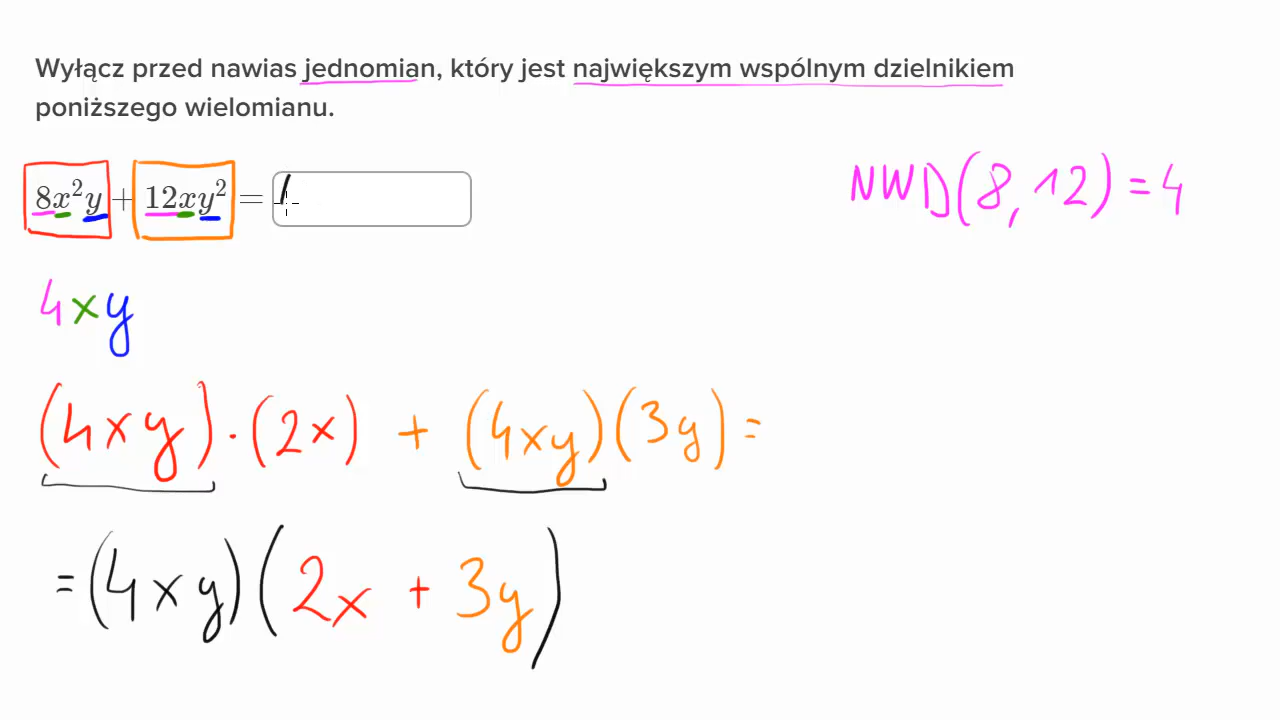 Wyłącz przed nawias jednomian, który jest największym wspólnym dzielnikiem
poniższego wielomianu.
8x²y + 12xy² = (
NWD(8,12) = 4
4xy
(4xy)·(2x) + (4xy)(3y) =
= (4xy)(2x + 3y)